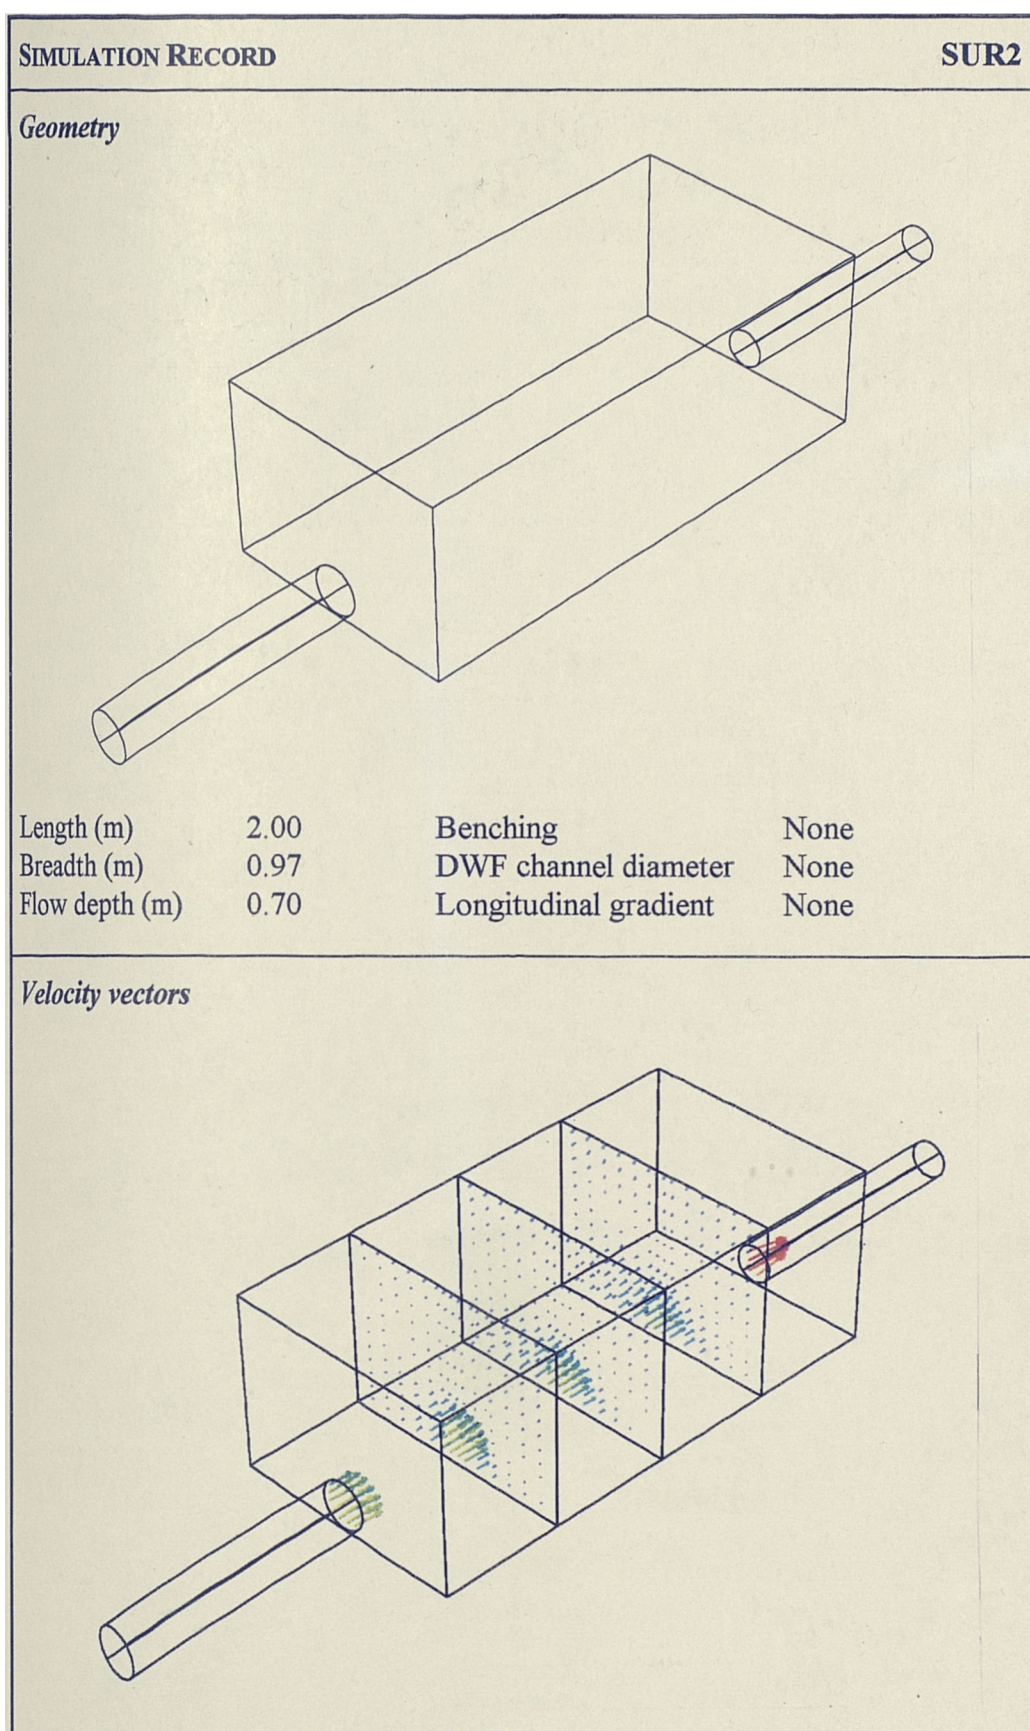 SIMULATION RECORD SUR2
Geometry
Length (m) 2.00 Benching None
Breadth (m) 0.97 DWF channel diameter None
Flow depth (m) 0.70 Longitudinal gradient None
Velocity vectors